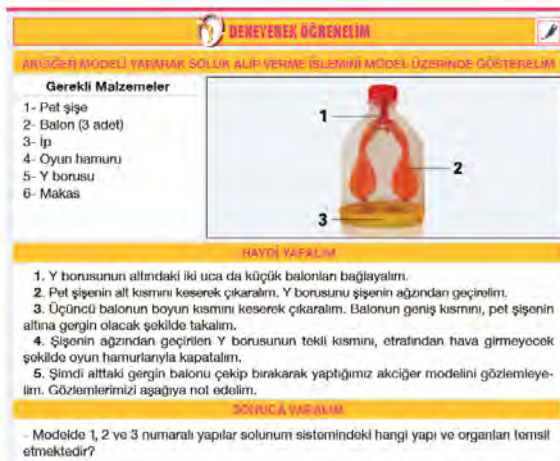 DENEYEREK ÖĞRENELİM
AKCİĞER MODELİ YAPARAK SOLUK ALIP VERME İŞLEMİNİ MODEL ÜZERİNDE GÖSTERELİM
Gerekli Malzemeler
1- Pet şişe
2- Balon (3 adet)
3- İp
4- Oyun hamuru
5- Y borusu
6- Makas
1
2
3
HAYDİ YAPALIM
1. Y borusunun altındaki iki uca da küçük balonları bağlayalım.
2. Pet şişenin alt kısmını keserek çıkaralım. Y borusunu şişenin ağzından geçirelim.
3. Üçüncü balonun boyun kısmını keserek çıkaralım. Balonun geniş kısmını, pet şişenin
altına gergin olacak şekilde takalım.
4. Şişenin ağzından geçirilen Y borusunun tekli kısmını, etrafından hava girmeyecek
şekilde oyun hamurlarıyla kapatalım.
5. Şimdi alttaki gergin balonu çekip bırakarak yaptığımız akciğer modelini gözlemleye-
lim. Gözlemlerimizi aşağıya not edelim.
SONUCA VARALIM
- Modelde 1, 2 ve 3 numaralı yapılar solunum sistemindeki hangi yapı ve organları temsil
etmektedir?